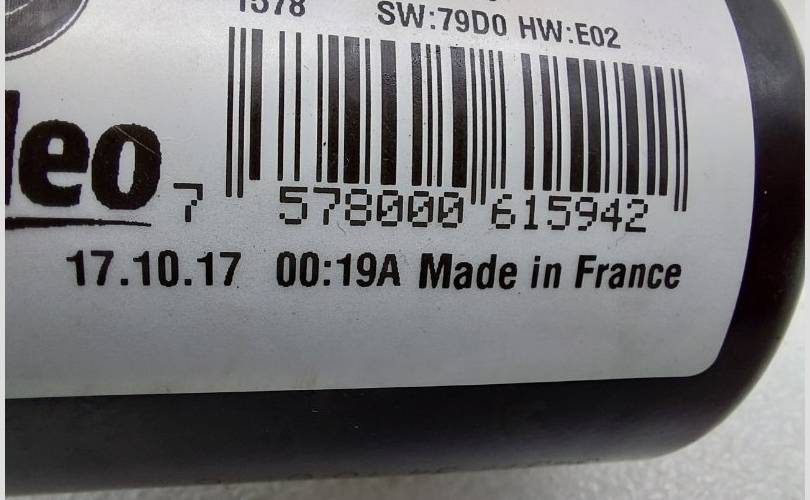 1578 SW:79D0 HW:E02
leo
7 578000 615942
17.10.17 00:19A Made in France